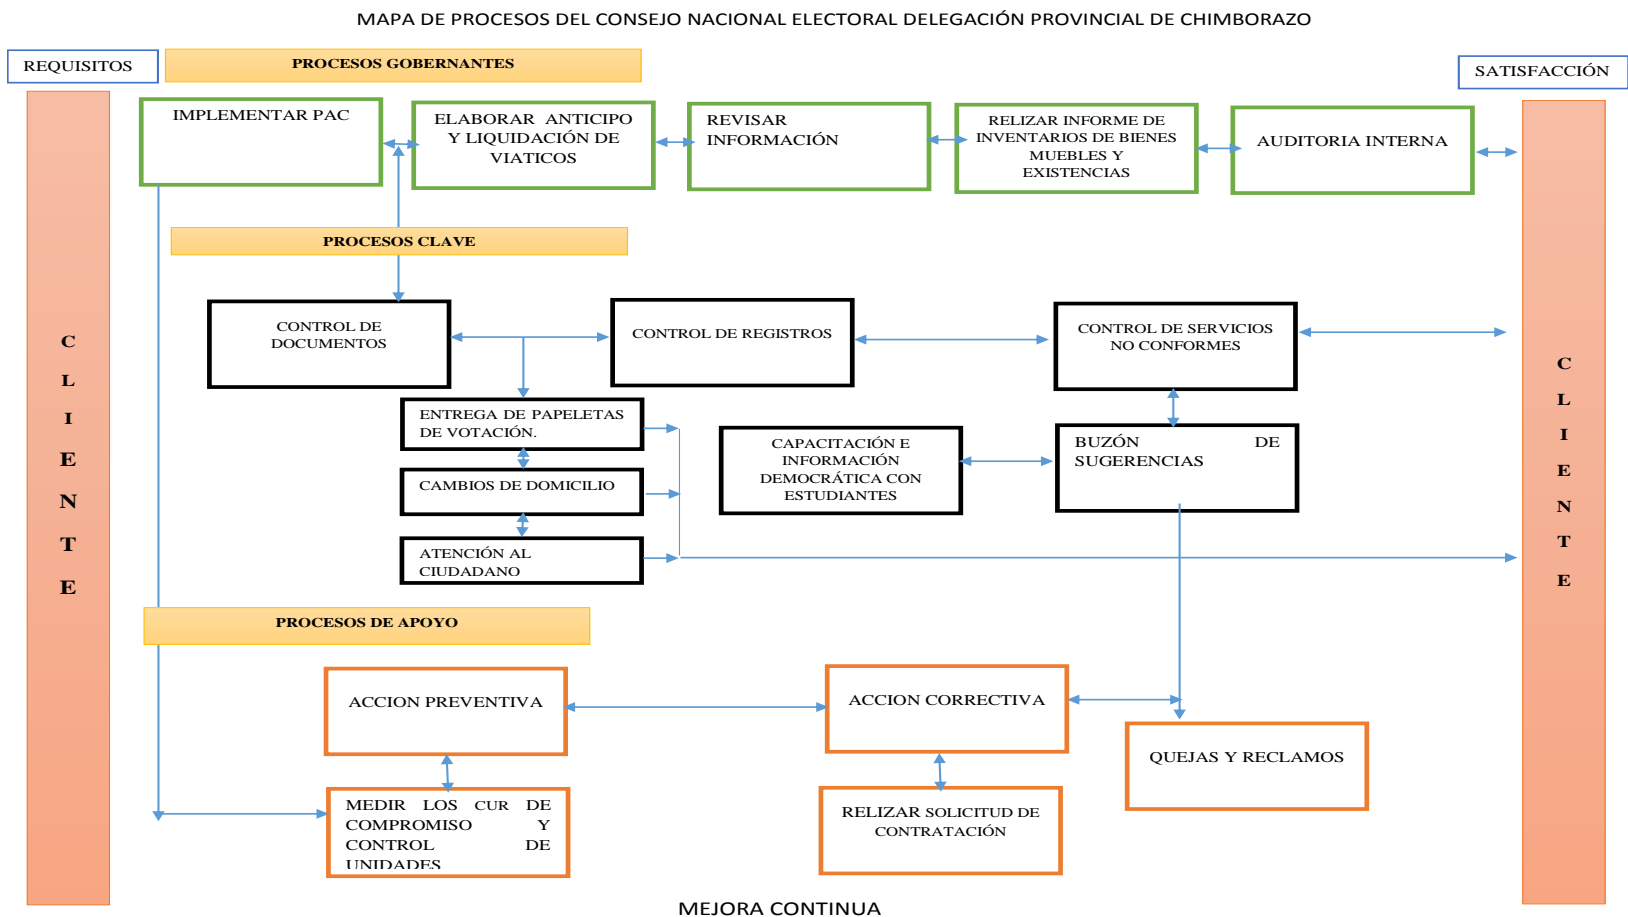 MAPA DE PROCESOS DEL CONSEJO NACIONAL ELECTORAL DELEGACIÓN PROVINCIAL DE CHIMBORAZO
REQUISITOS
PROCESOS GOBERNANTES
SATISFACCIÓN
IMPLEMENTAR PAC
ELABORAR ANTICIPO
Y LIQUIDACIÓN DE
VIATICOS
REVISAR
INFORMACIÓN
RELIZAR INFORME DE
INVENTARIOS DE BIENES
MUEBLES Y
EXISTENCIAS
AUDITORIA INTERNA
PROCESOS CLAVE
CONTROL DE
DOCUMENTOS
CONTROL DE REGISTROS
CONTROL DE SERVICIOS
NO CONFORMES
C
L
I
E
N
T
E
C
L
I
E
N
T
E
ENTREGA DE PAPELETAS
DE VOTACIÓN.
CAMBIOS DE DOMICILIO
ATENCIÓN AL
CIUDADANO
CAPACITACIÓN E
INFORMACIÓN
DEMOCRÁTICA CON
ESTUDIANTES
BUZÓN DE
SUGERENCIAS
PROCESOS DE APOYO
ACCION PREVENTIVA
ACCION CORRECTIVA
QUEJAS Y RECLAMOS
MEDIR LOS CUR DE
COMPROMISO Y
CONTROL DE
UNIDADES
RELIZAR SOLICITUD DE
CONTRATACIÓN
MEJORA CONTINUA